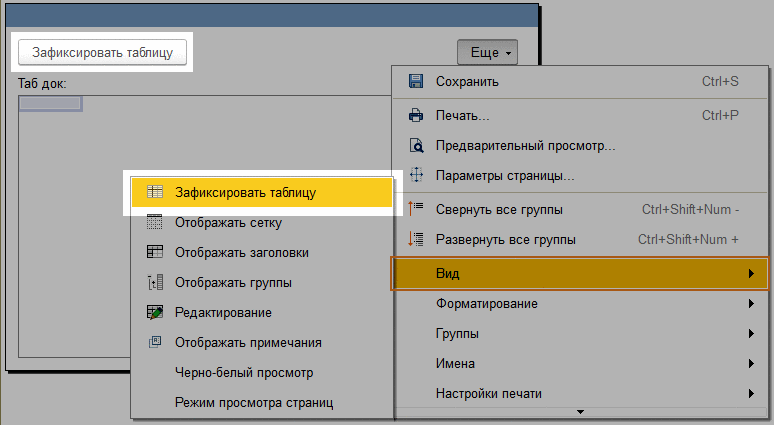 Зафиксировать таблицу
Еще
Таб док:
Сохранить Ctrl+S
Печать... Ctrl+P
Предварительный просмотр...
Параметры страницы...
Свернуть все группы Ctrl+Shift+Num -
Развернуть все группы Ctrl+Shift+Num +
Вид
Форматирование
Группы
Имена
Настройки печати
Зафиксировать таблицу
Отображать сетку
Отображать заголовки
Отображать группы
Редактирование
Отображать примечания
Черно-белый просмотр
Режим просмотра страниц